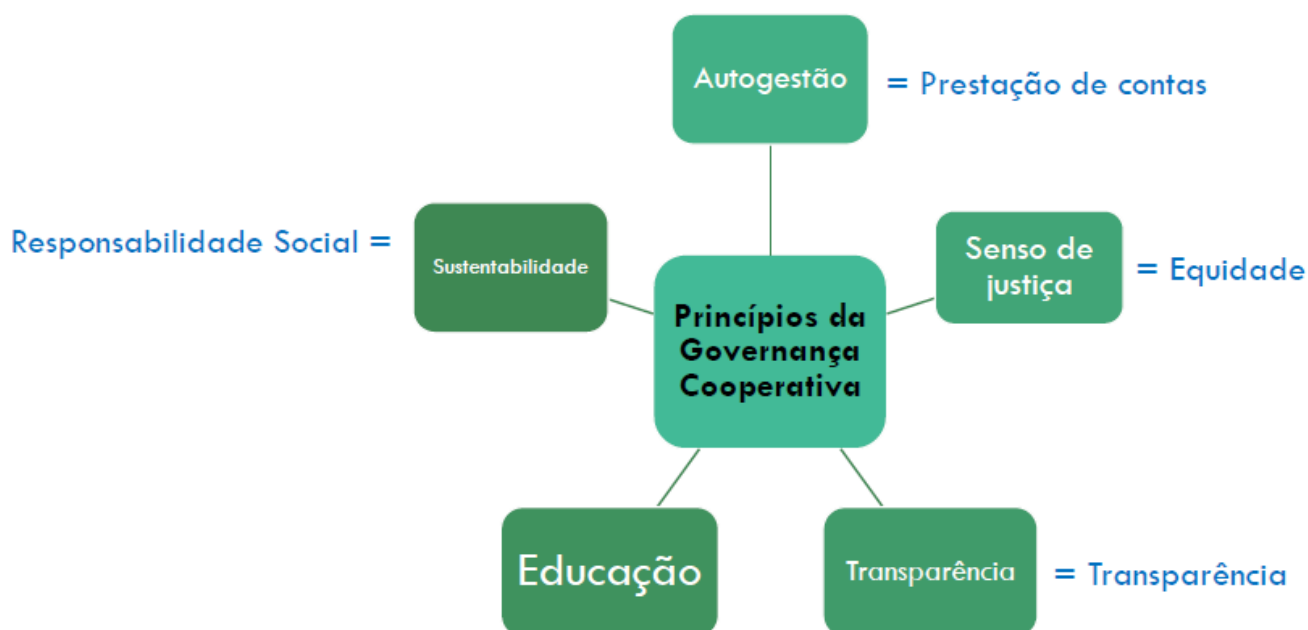 Autogestão
= Prestação de contas
Responsabilidade Social =
Sustentabilidade
Senso de
justiça
= Equidade
Princípios da
Governança
Cooperativa
Educação
Transparência
= Transparência